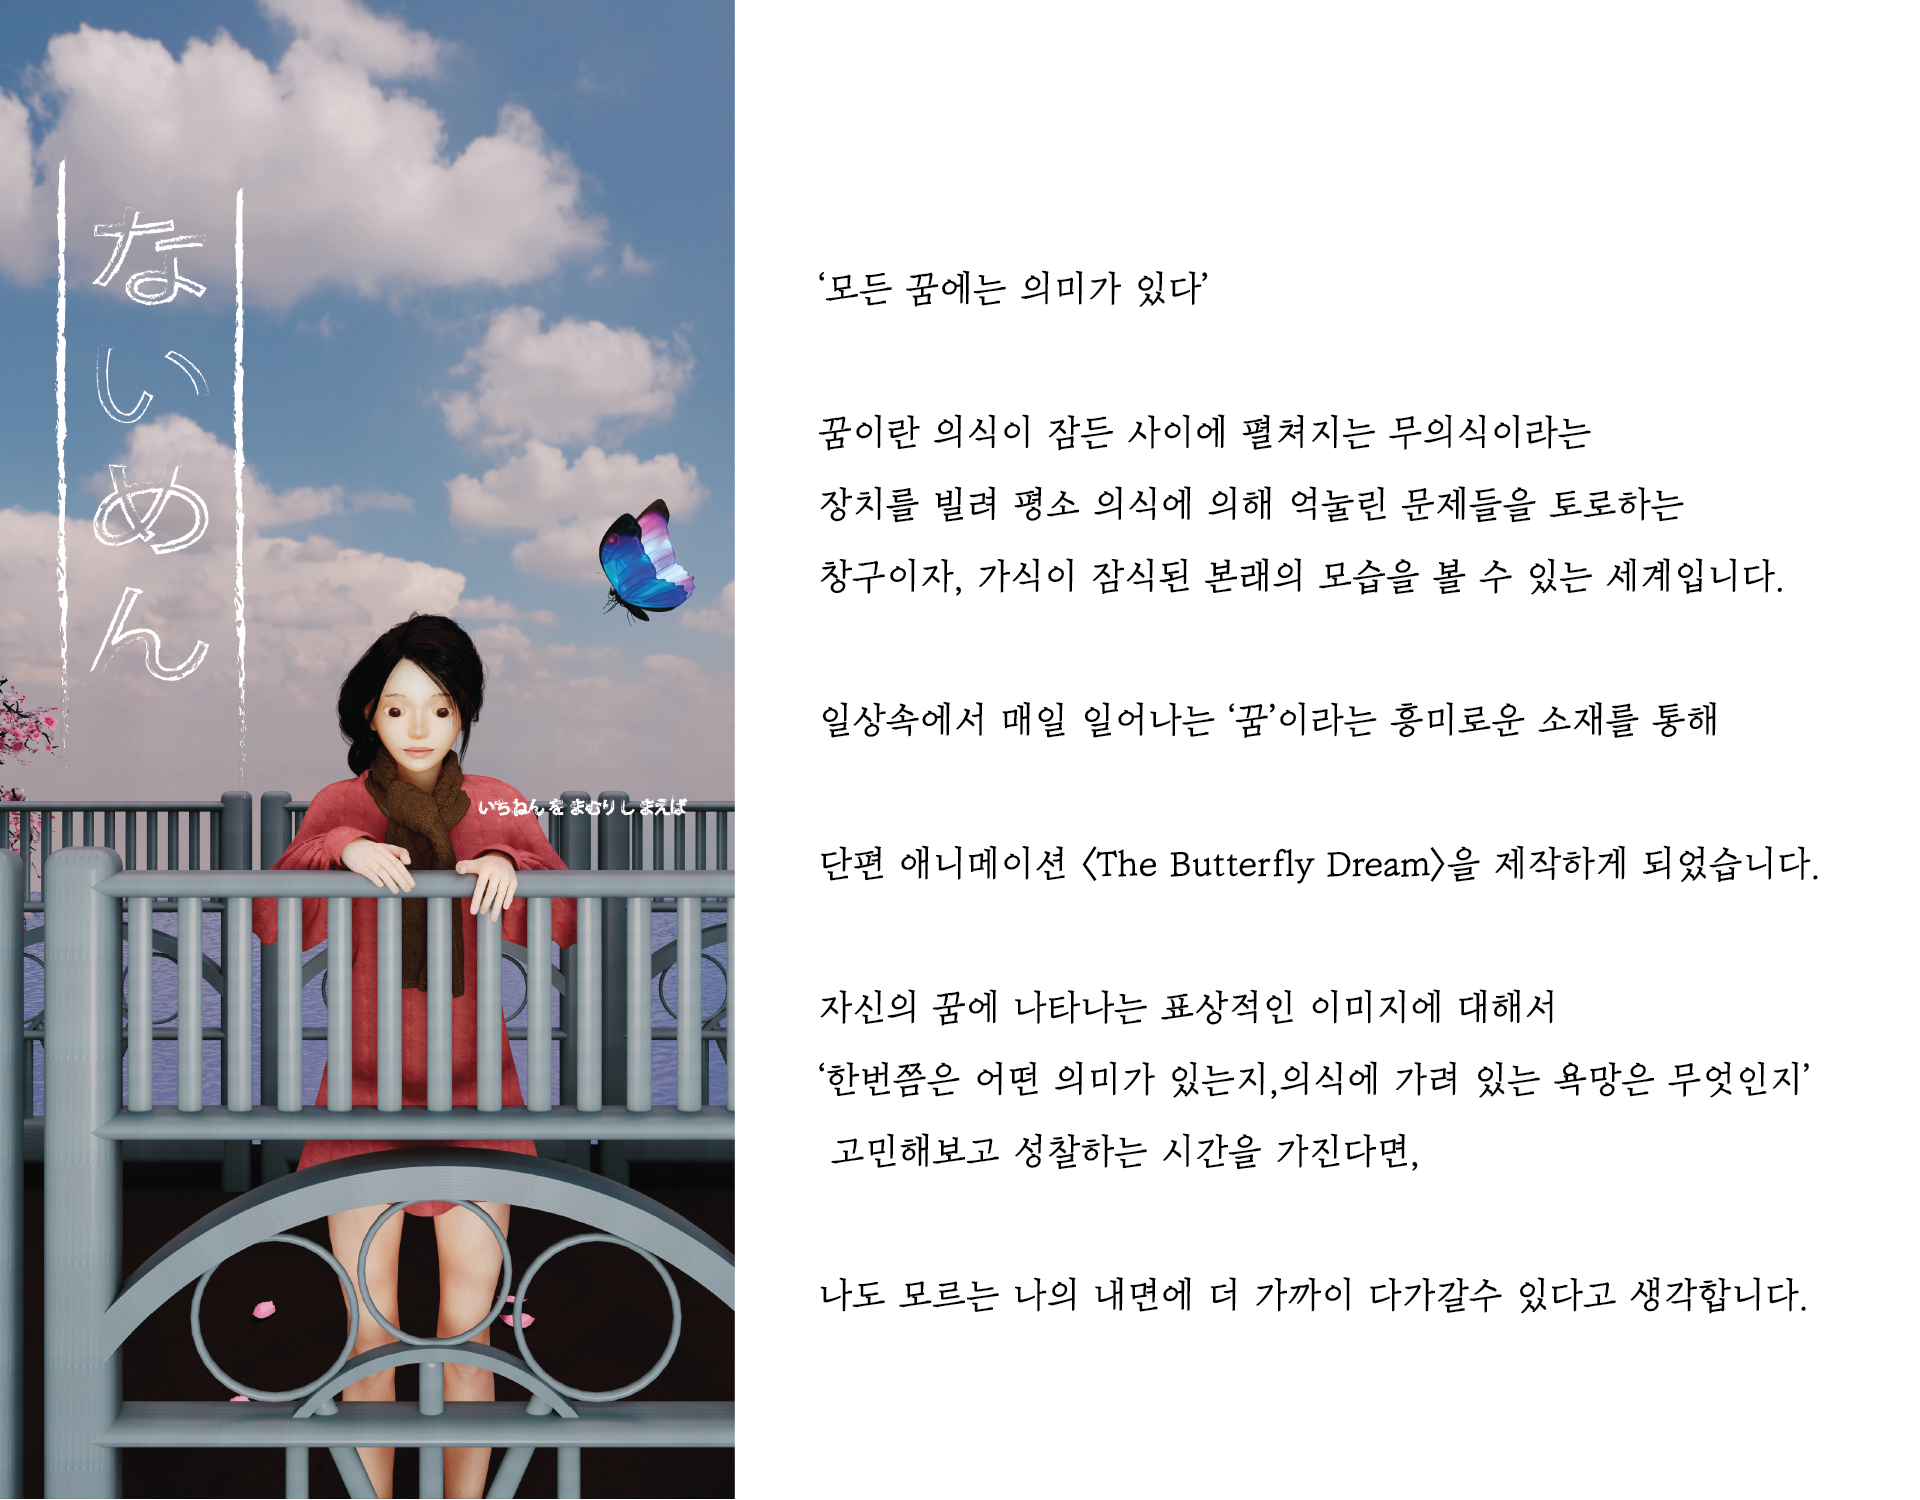 ないめん
いちねんを まむりし まえば
‘모든 꿈에는 의미가 있다’
꿈이란 의식이 잠든 사이에 펼쳐지는 무의식이라는
장치를 빌려 평소 의식에 의해 억눌린 문제들을 토로하는
창구이자, 가식이 잠식된 본래의 모습을 볼 수 있는 세계입니다.
일상속에서 매일 일어나는 ‘꿈’이라는 흥미로운 소재를 통해
단편 애니메이션 〈The Butterfly Dream〉을 제작하게 되었습니다.
자신의 꿈에 나타나는 표상적인 이미지에 대해서
‘한번쯤은 어떤 의미가 있는지,의식에 가려 있는 욕망은 무엇인지’
고민해보고 성찰하는 시간을 가진다면,
나도 모르는 나의 내면에 더 가까이 다가갈수 있다고 생각합니다.